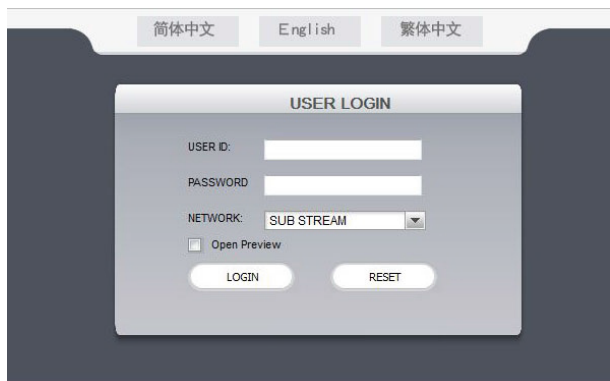 简体中文 English 繁体中文
USER LOGIN
USER ID:
PASSWORD
NETWORK: SUB STREAM
Open Preview
LOGIN RESET